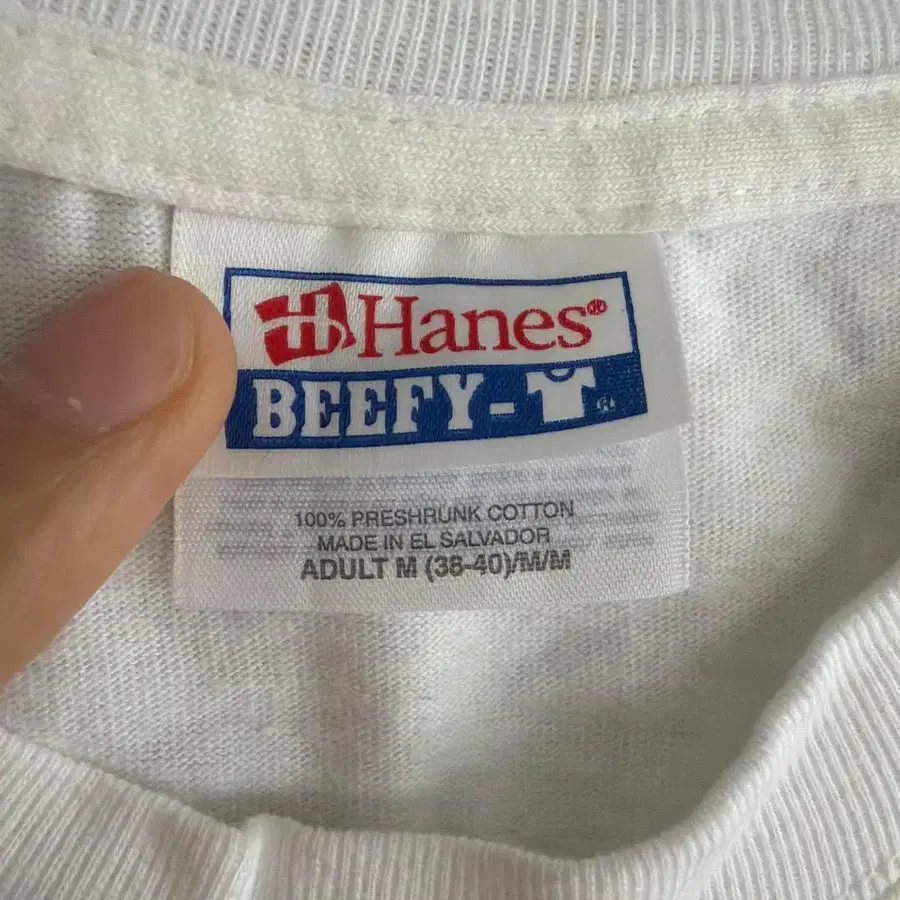 Hanes®
BEEFY-T®
100% PRESHRUNK COTTON
MADE IN EL SALVADOR
ADULT M (38-40)/M/M